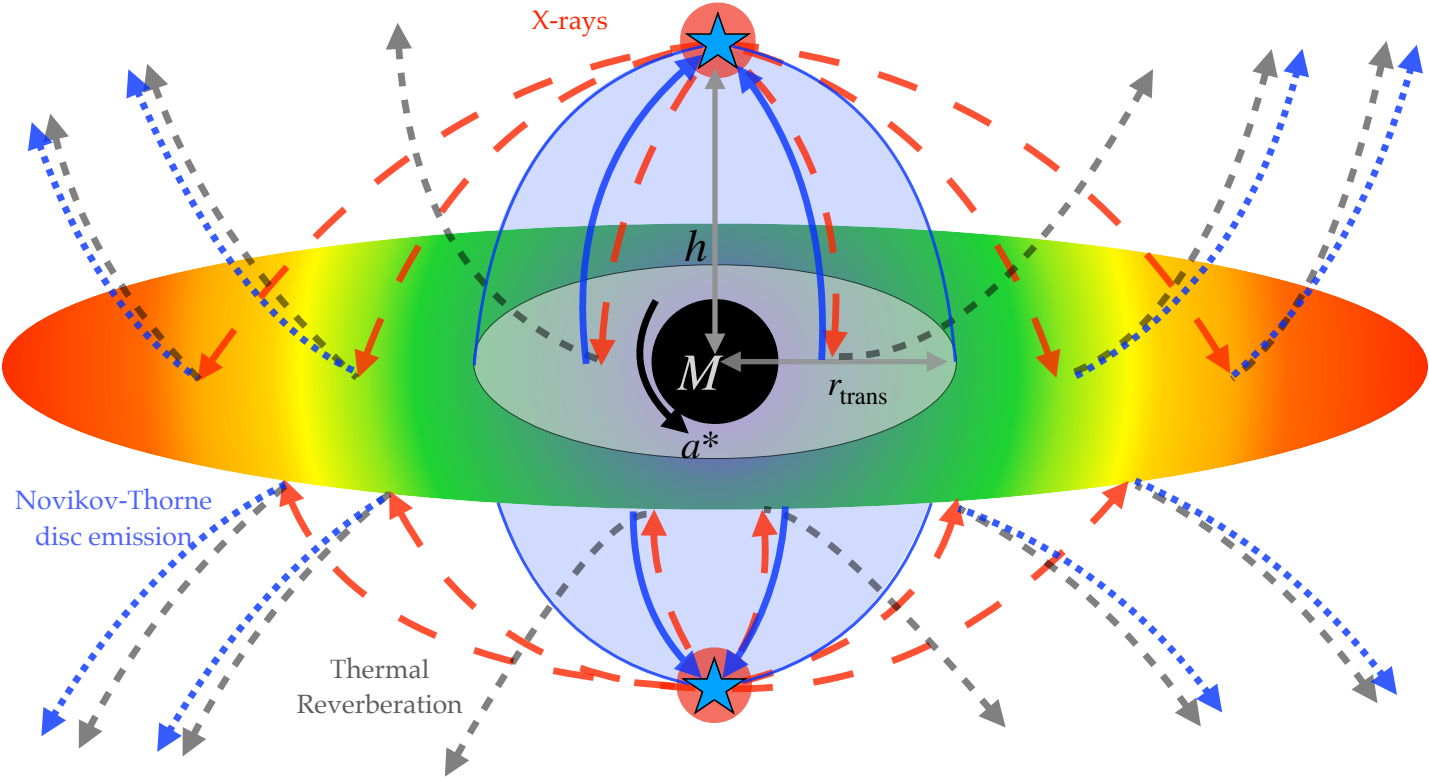 X-rays
h
M
r_trans
a*
Novikov-Thorne
disc emission
Thermal
Reverberation